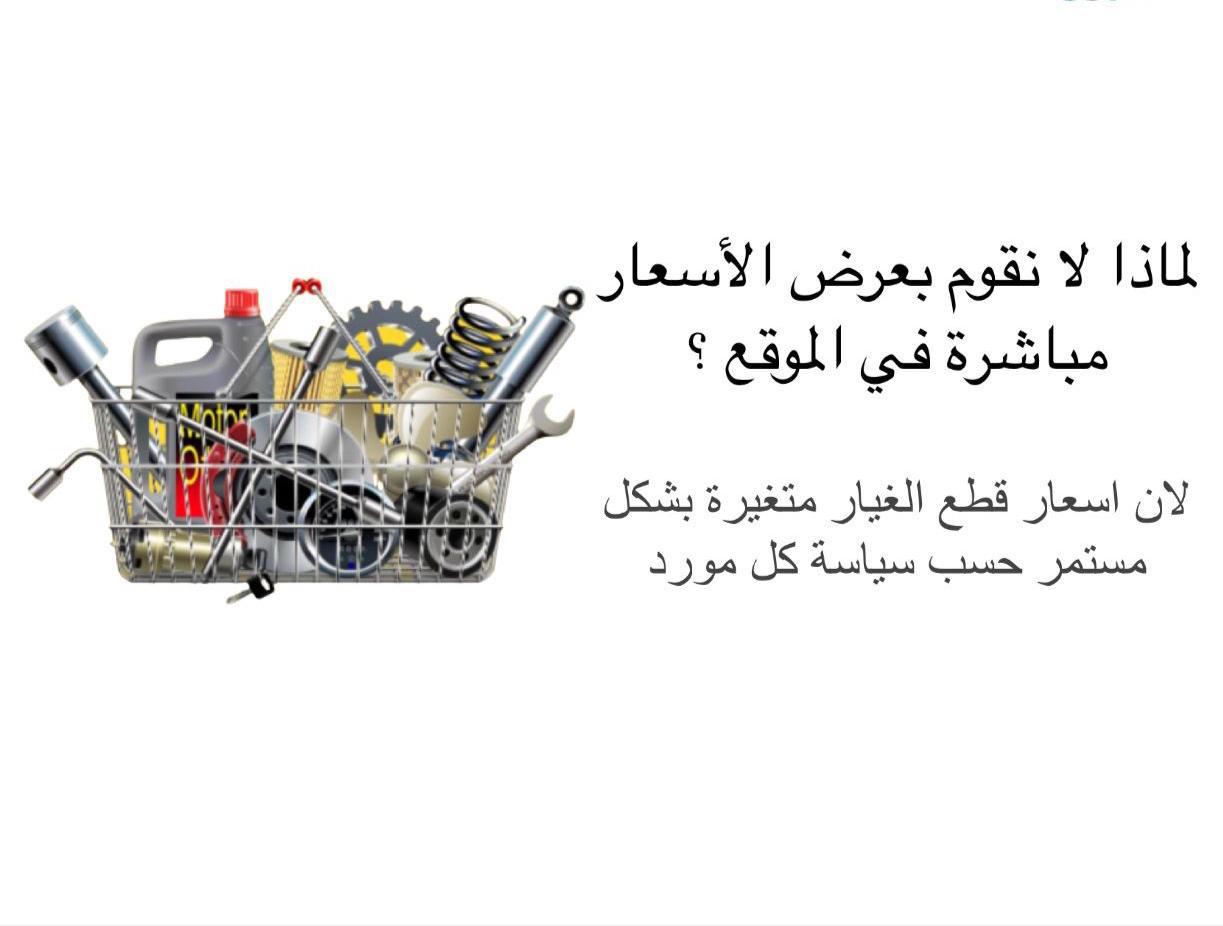 لماذا لا نقوم بعرض الأسعار
مباشرة في الموقع ؟
لان اسعار قطع الغيار متغيرة بشكل
مستمر حسب سياسة كل مورد
Motor